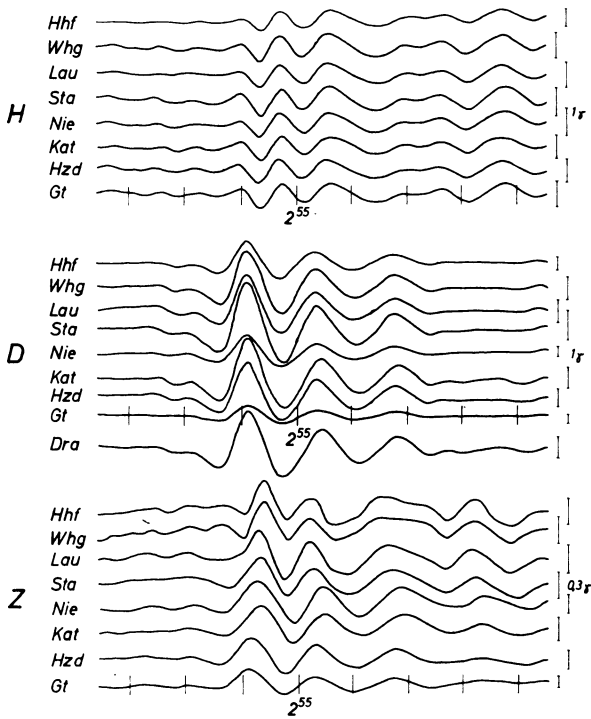 Hhf
Whg
Lau
Sta
H
Nie
1γ
Kat
Hzd
Gt
2⁵⁵
Hhf
Whg
Lau
Sta
D
Nie
1γ
Kat
Hzd
Gt
2⁵⁵
Dra
Hhf
Whg
Lau
Sta
0,3γ
Z
Nie
Kat
Hzd
Gt
2⁵⁵